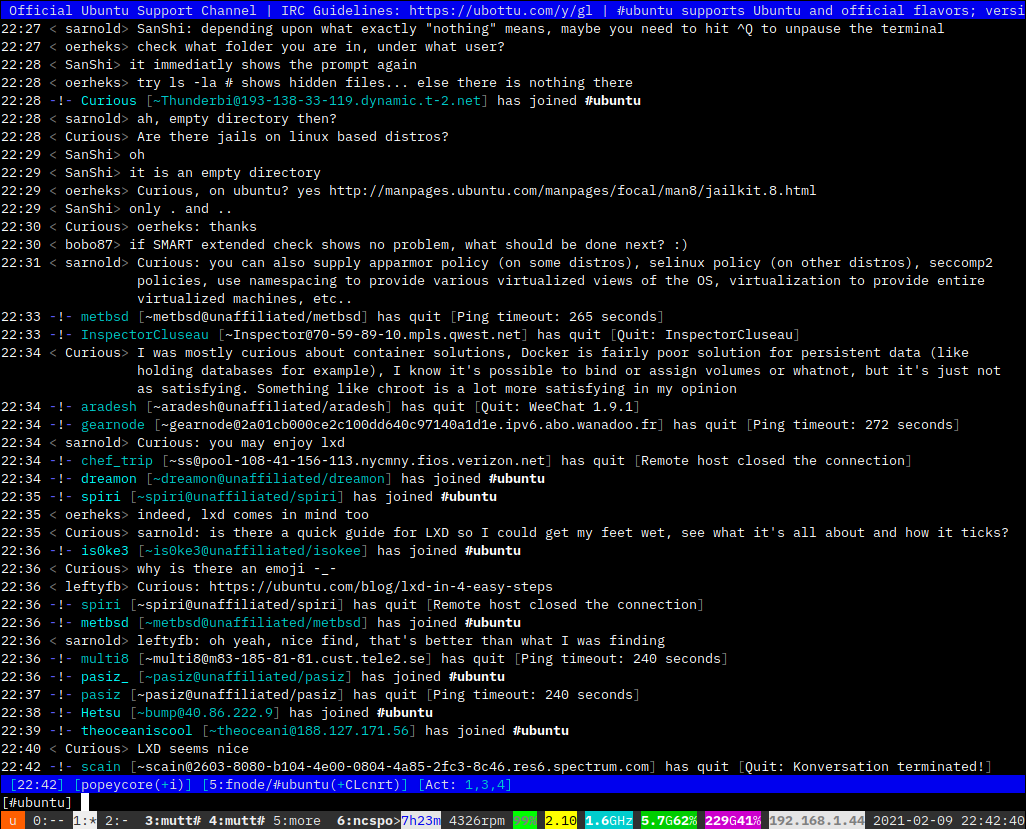 Official Ubuntu Support Channel | IRC Guidelines: https://ubottu.com/y/gl | #ubuntu supports Ubuntu and official flavors; versi
22:27 < sarnold> SanShi: depending upon what exactly "nothing" means, maybe you need to hit ^Q to unpause the terminal
22:27 < oerheks> check what folder you are in, under what user?
22:28 < SanShi> it immediatly shows the prompt again
22:28 < oerheks> try ls -la # shows hidden files... else there is nothing there
22:28 -!- Curious [~Thunderbi@193-138-33-119.dynamic.t-2.net] has joined #ubuntu
22:28 < sarnold> ah, empty directory then?
22:28 < Curious> Are there jails on linux based distros?
22:29 < SanShi> oh
22:29 < SanShi> it is an empty directory
22:29 < oerheks> Curious, on ubuntu? yes http://manpages.ubuntu.com/manpages/focal/man8/jailkit.8.html
22:29 < SanShi> only . and ..
22:30 < Curious> oerheks: thanks
22:30 < bobo87> if SMART extended check shows no problem, what should be done next? :)
22:31 < sarnold> Curious: you can also supply apparmor policy (on some distros), selinux policy (on other distros), seccomp2
policies, use namespacing to provide various virtualized views of the OS, virtualization to provide entire
virtualized machines, etc..
22:33 -!- metbsd [~metbsd@unaffiliated/metbsd] has quit [Ping timeout: 265 seconds]
22:33 -!- InspectorCluseau [~Inspector@70-59-89-10.mpls.qwest.net] has quit [Quit: InspectorCluseau]
22:34 < Curious> I was mostly curious about container solutions, Docker is fairly poor solution for persistent data (like
holding databases for example), I know it's possible to bind or assign volumes or whatnot, but it's just not
as satisfying. Something like chroot is a lot more satisfying in my opinion
22:34 -!- aradesh [~aradesh@unaffiliated/aradesh] has quit [Quit: WeeChat 1.9.1]
22:34 -!- gearnode [~gearnode@2a01cb000ce2c100dd640c97140a1d1e.ipv6.abo.wanadoo.fr] has quit [Ping timeout: 272 seconds]
22:34 < sarnold> Curious: you may enjoy lxd
22:34 -!- chef_trip [~ss@pool-108-41-156-113.nycmny.fios.verizon.net] has quit [Remote host closed the connection]
22:34 -!- dreamon [~dreamon@unaffiliated/dreamon] has joined #ubuntu
22:35 -!- spiri [~spiri@unaffiliated/spiri] has joined #ubuntu
22:35 < oerheks> indeed, lxd comes in mind too
22:35 < Curious> sarnold: is there a quick guide for LXD so I could get my feet wet, see what it's all about and how it ticks?
22:36 -!- is0ke3 [~is0ke3@unaffiliated/isokee] has joined #ubuntu
22:36 < Curious> why is there an emoji -_-
22:36 < leftyfb> Curious: https://ubuntu.com/blog/lxd-in-4-easy-steps
22:36 -!- spiri [~spiri@unaffiliated/spiri] has quit [Remote host closed the connection]
22:36 -!- metbsd [~metbsd@unaffiliated/metbsd] has joined #ubuntu
22:36 < sarnold> leftyfb: oh yeah, nice find, that's better than what I was finding
22:36 -!- multi8 [~multi8@m83-185-81-81.cust.tele2.se] has quit [Ping timeout: 240 seconds]
22:36 -!- pasiz_ [~pasiz@unaffiliated/pasiz] has joined #ubuntu
22:37 -!- pasiz [~pasiz@unaffiliated/pasiz] has quit [Ping timeout: 240 seconds]
22:38 -!- Hetsu [~bump@40.86.222.9] has joined #ubuntu
22:39 -!- theoceaniscool [~theoceani@188.127.171.56] has joined #ubuntu
22:40 < Curious> LXD seems nice
22:42 -!- scain [~scain@2603-8080-b104-4e00-0804-4a85-2fc3-8c46.res6.spectrum.com] has quit [Quit: Konversation terminated!]
[22:42] [popeycore(+i)] [5:fnode/#ubuntu(+CLcnrt)] [Act: 1,3,4]
[#ubuntu]
u 0:-- 1:* 2:- 3:mutt# 4:mutt# 5:more 6:ncspo>7h23m 4326rpm 99% 2.10 1.6GHz 5.7G62% 229G41% 192.168.1.44 2021-02-09 22:42:40